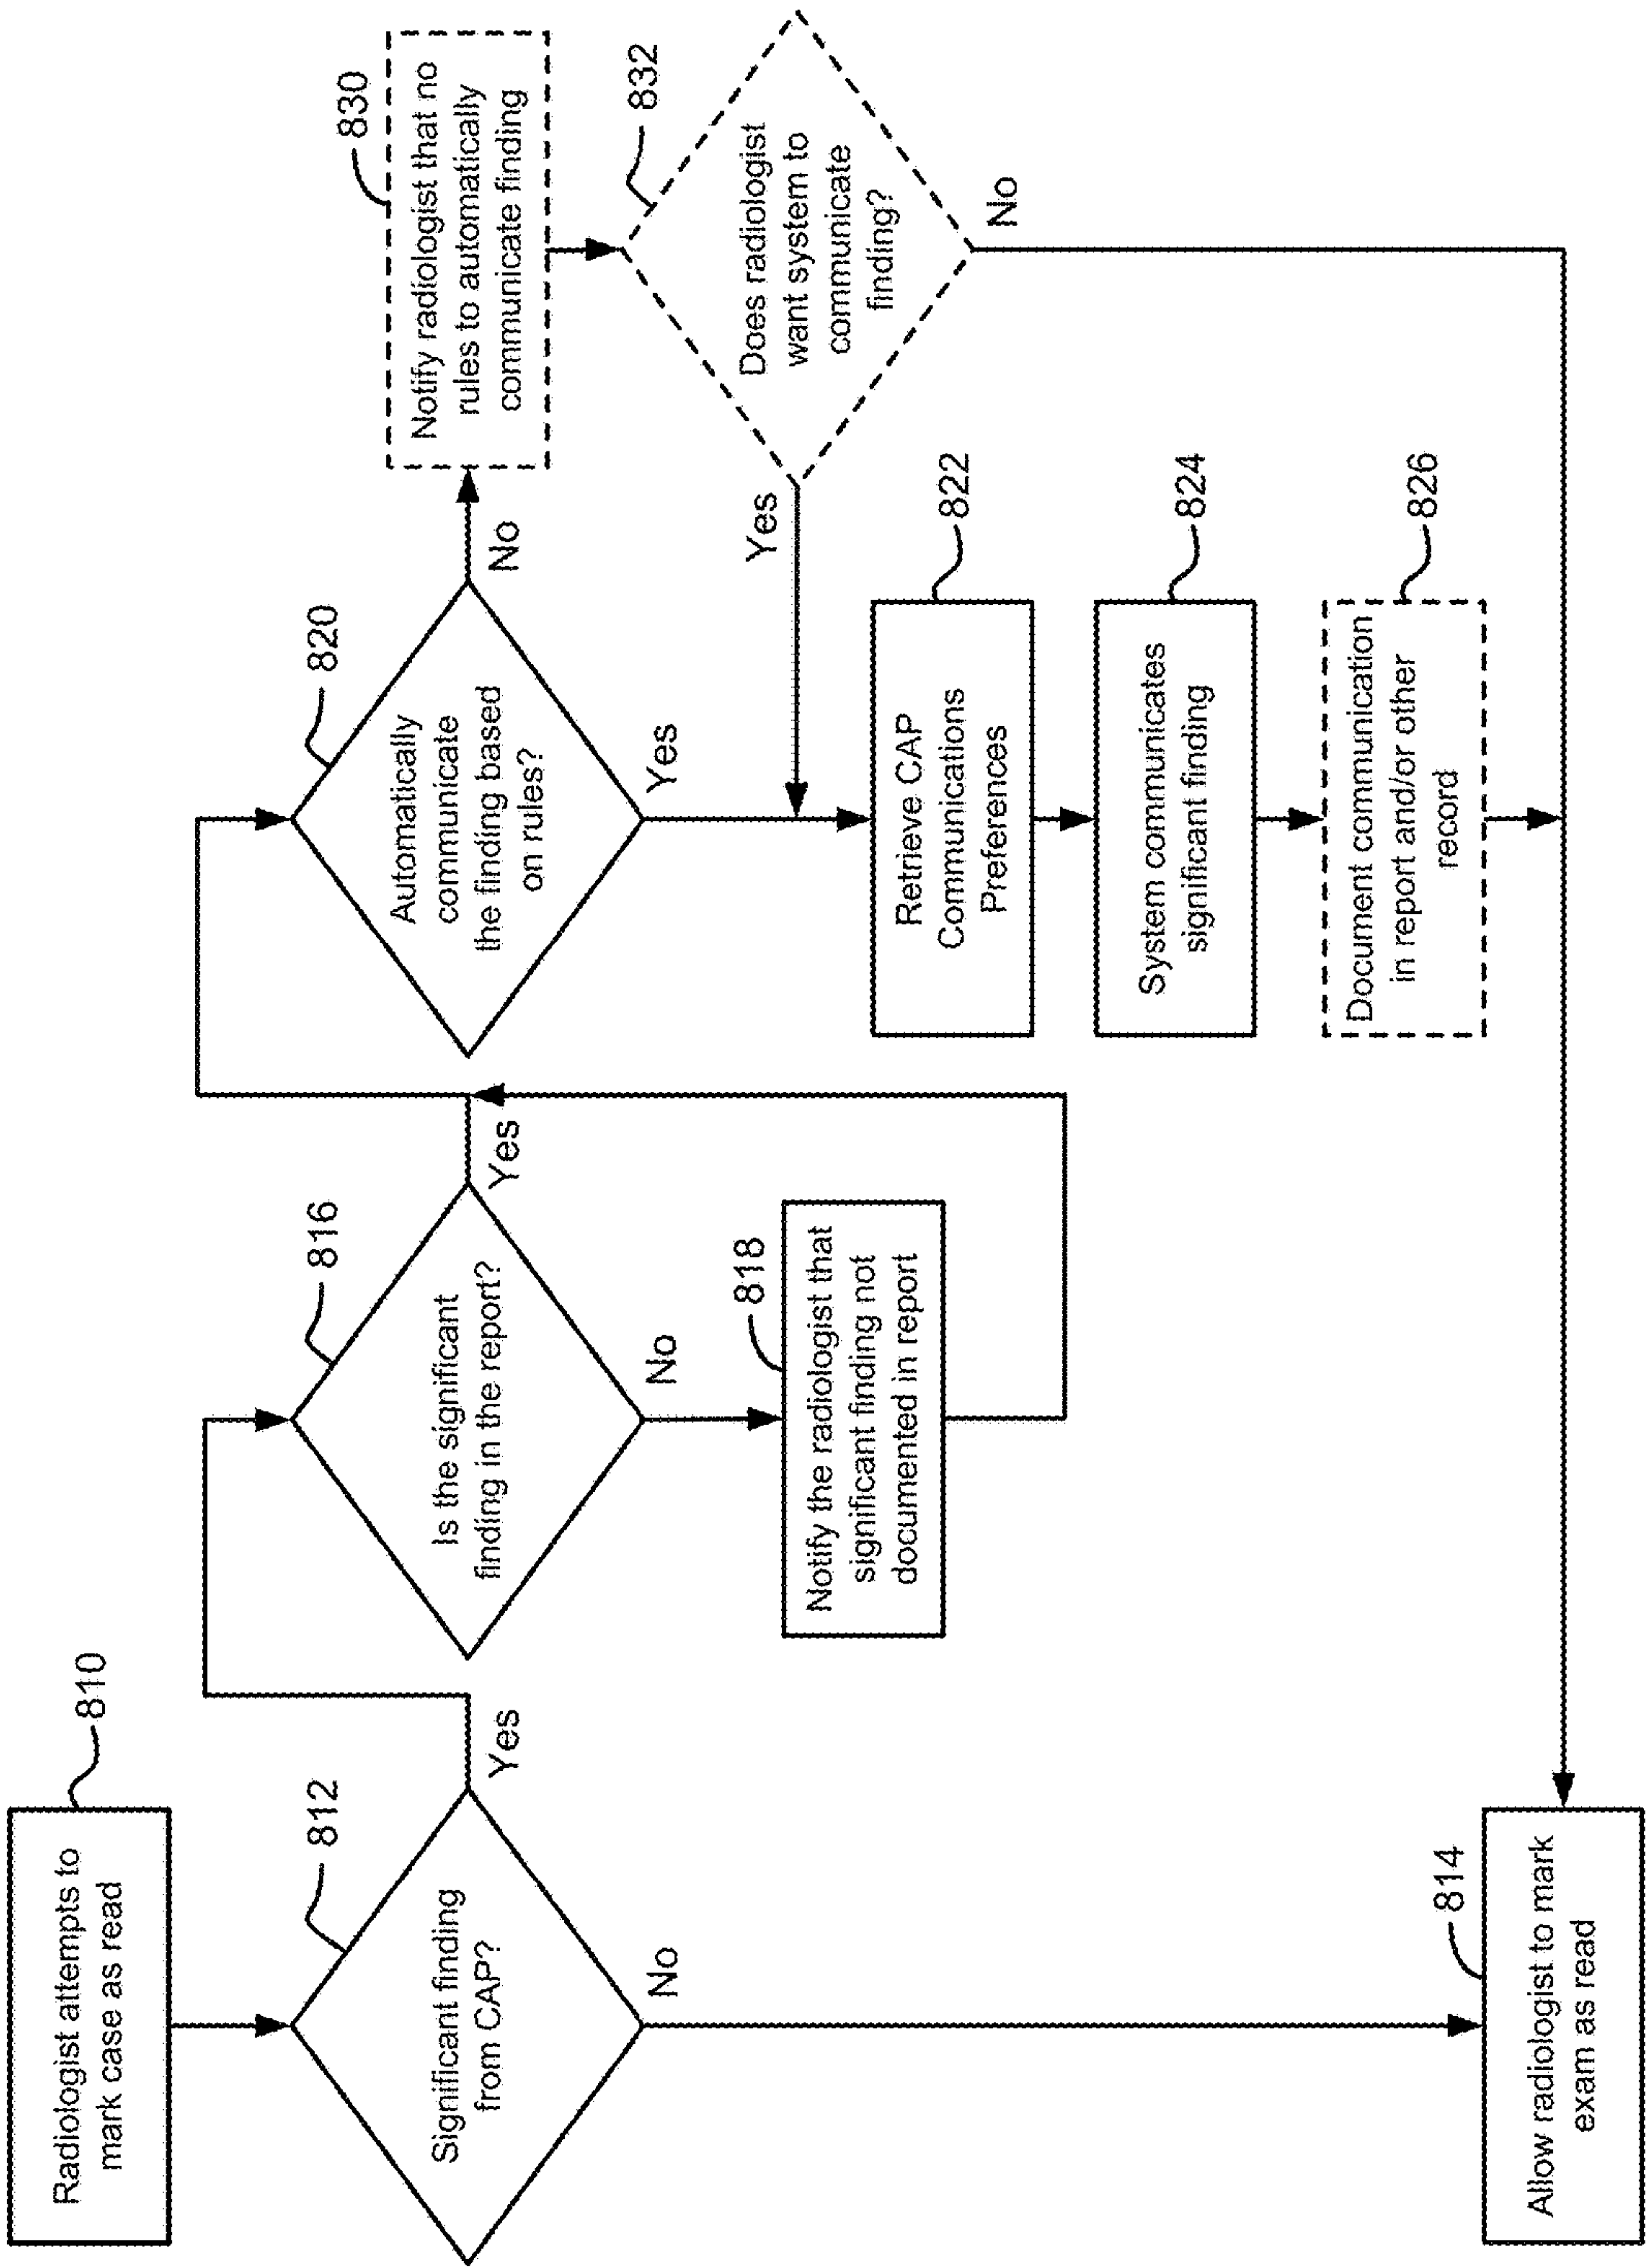 Radiologist attempts to
mark case as read
810
Significant finding
from CAP?
812
Yes
No
Allow radiologist to mark
exam as read
814
Is the significant
finding in the report?
816
Yes
No
Notify the radiologist that
significant finding not
documented in report
818
Automatically
communicate
the finding based
on rules?
820
No
Yes
Retrieve CAP
Communications
Preferences
822
System communicates
significant finding
824
Document communication
in report and/or other
record
826
Notify radiologist that no
rules to automatically
communicate finding
830
Does radiologist
want system to
communicate
finding?
832
Yes
No